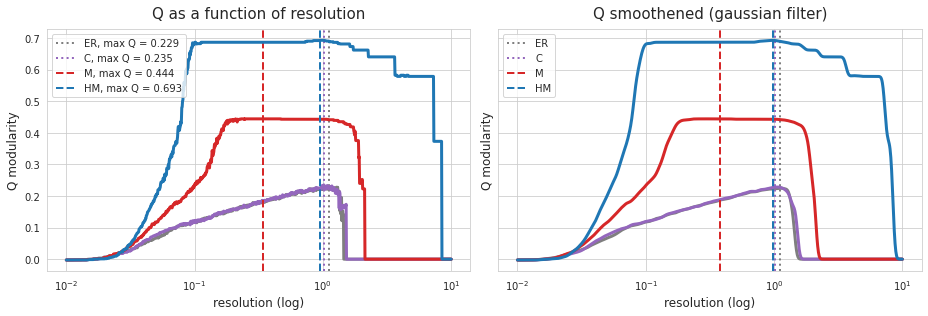 Q as a function of resolution
Q modularity
0.7
0.6
0.5
0.4
0.3
0.2
0.1
0.0
ER, max Q = 0.229
C, max Q = 0.235
M, max Q = 0.444
HM, max Q = 0.693
10⁻²
10⁻¹
10⁰
10¹
resolution (log)
Q smoothened (gaussian filter)
Q modularity
ER
C
M
HM
10⁻²
10⁻¹
10⁰
10¹
resolution (log)